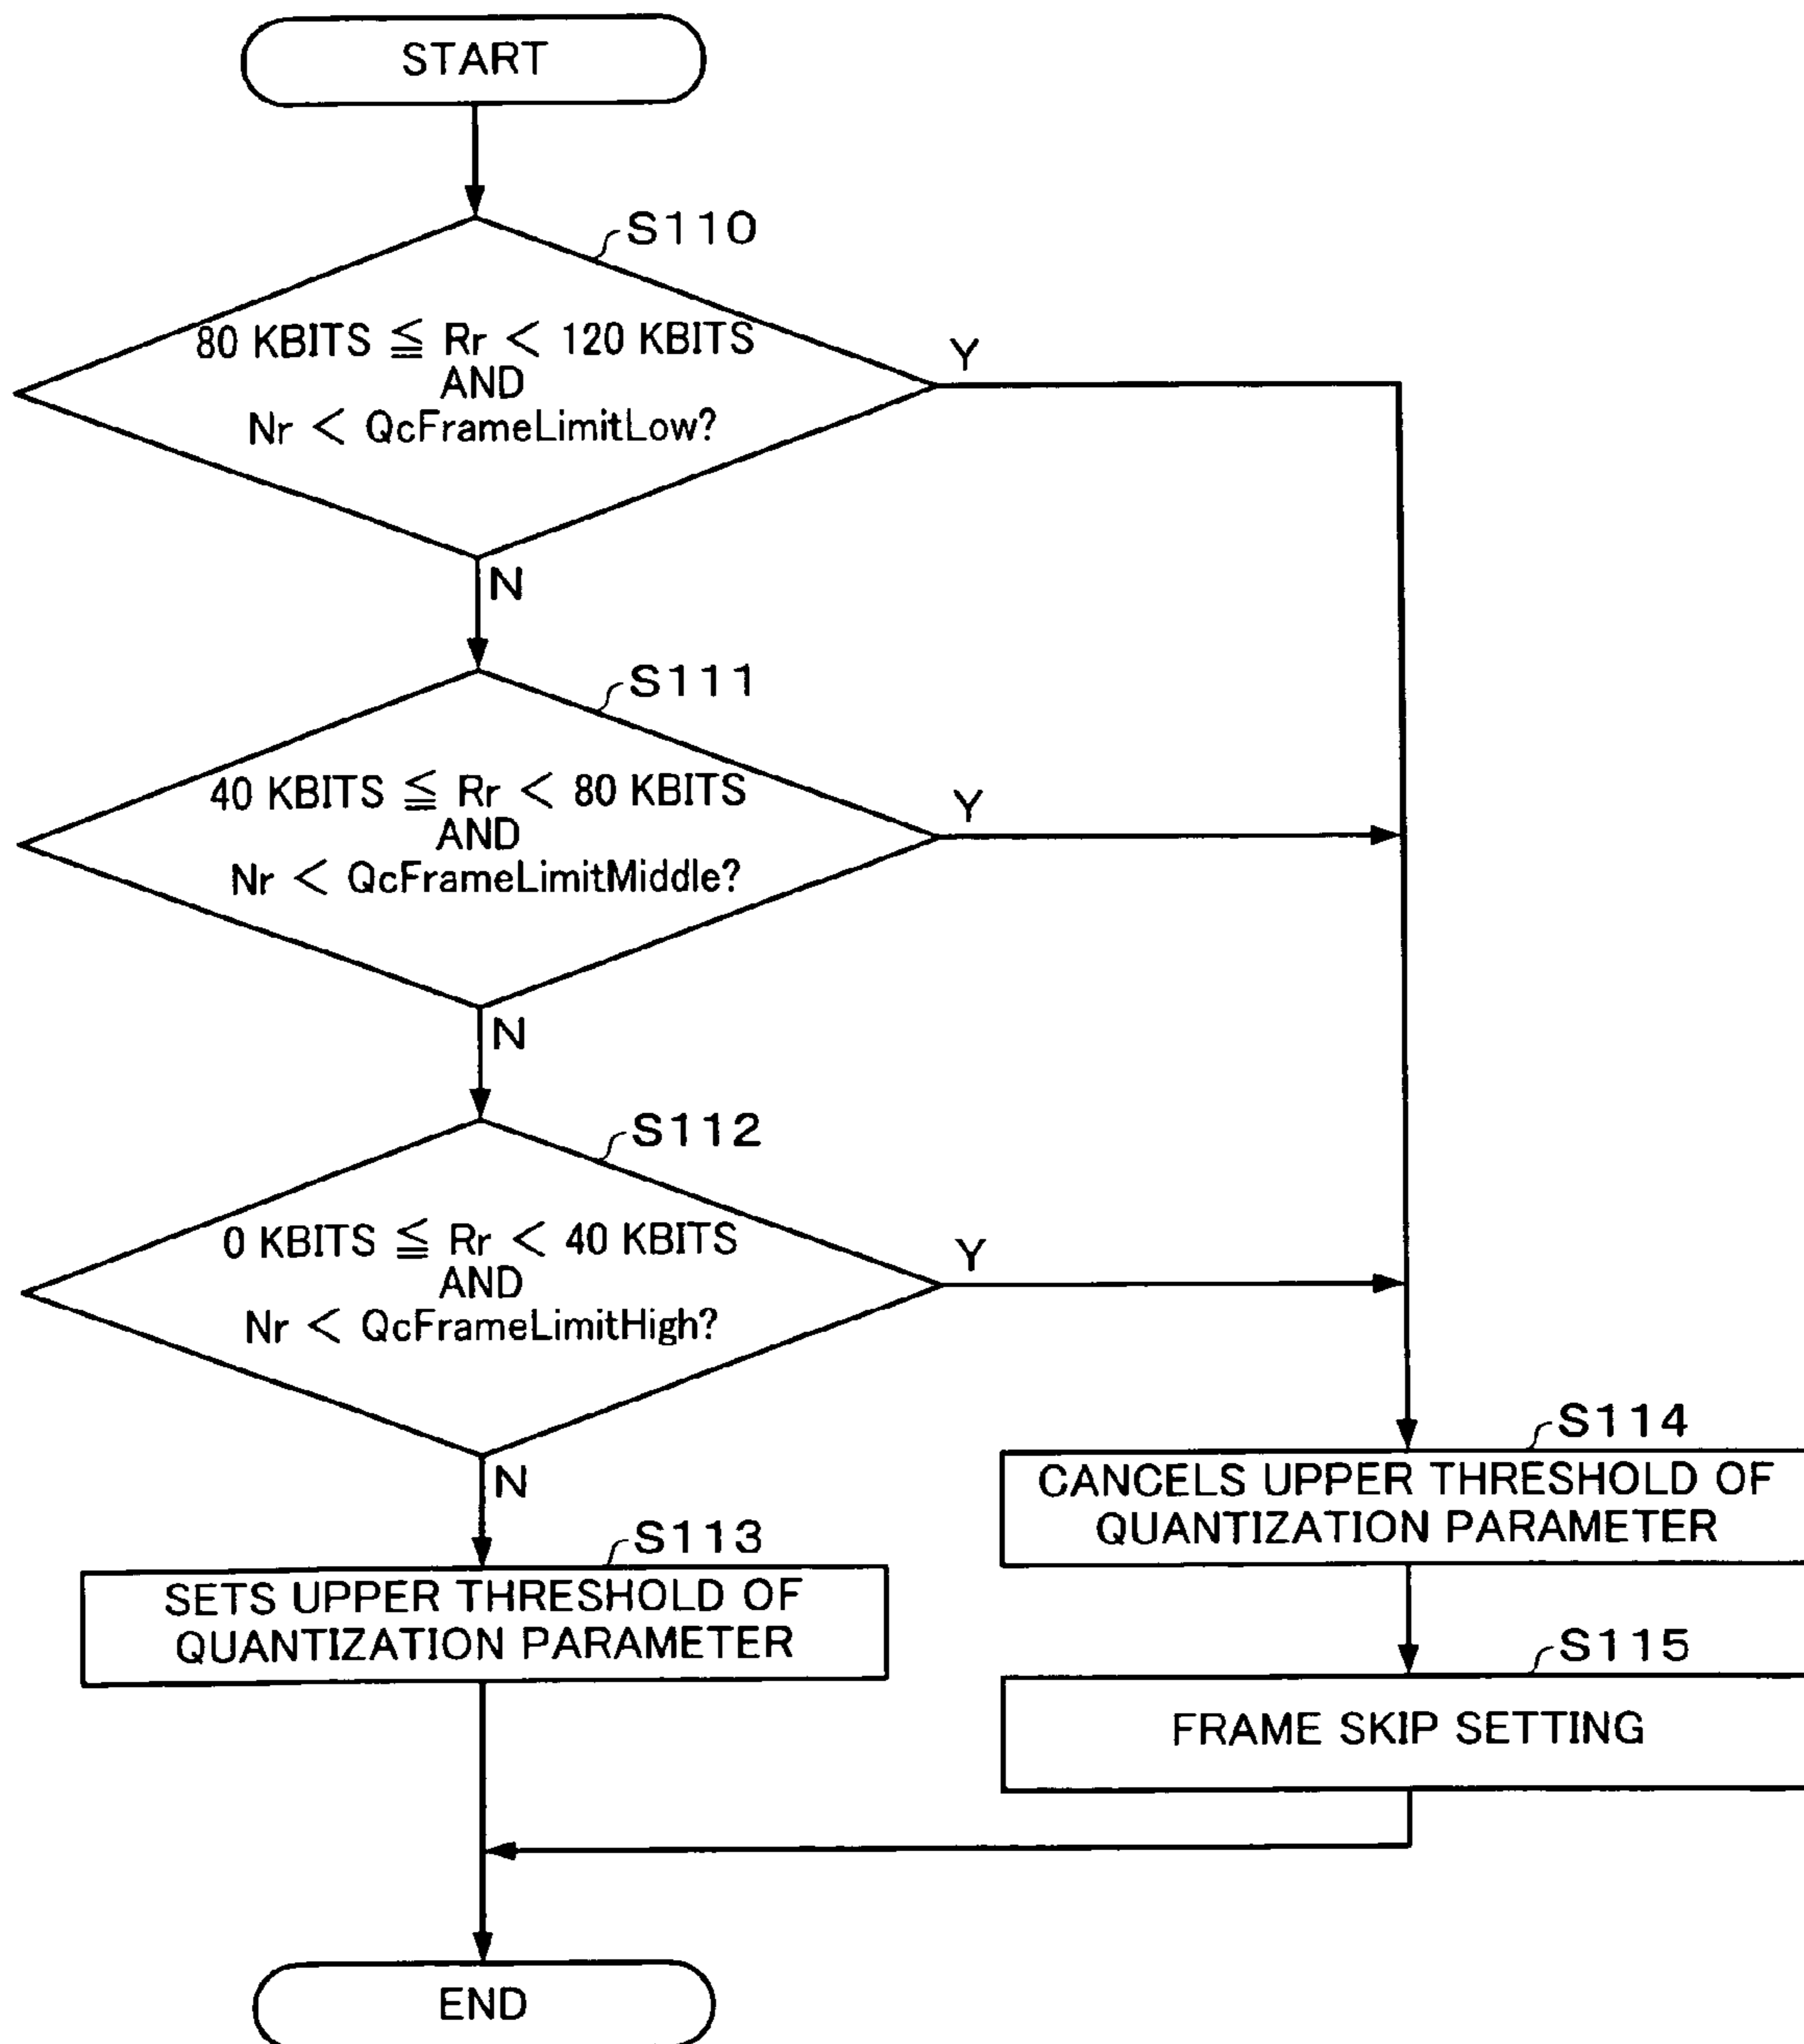 START
S110
80 KBITS ≦ Rr < 120 KBITS
AND
Nr < QcFrameLimitLow?
Y
N
S111
40 KBITS ≦ Rr < 80 KBITS
AND
Nr < QcFrameLimitMiddle?
Y
N
S112
0 KBITS ≦ Rr < 40 KBITS
AND
Nr < QcFrameLimitHigh?
Y
N
S113
SETS UPPER THRESHOLD OF
QUANTIZATION PARAMETER
S114
CANCELS UPPER THRESHOLD OF
QUANTIZATION PARAMETER
S115
FRAME SKIP SETTING
END